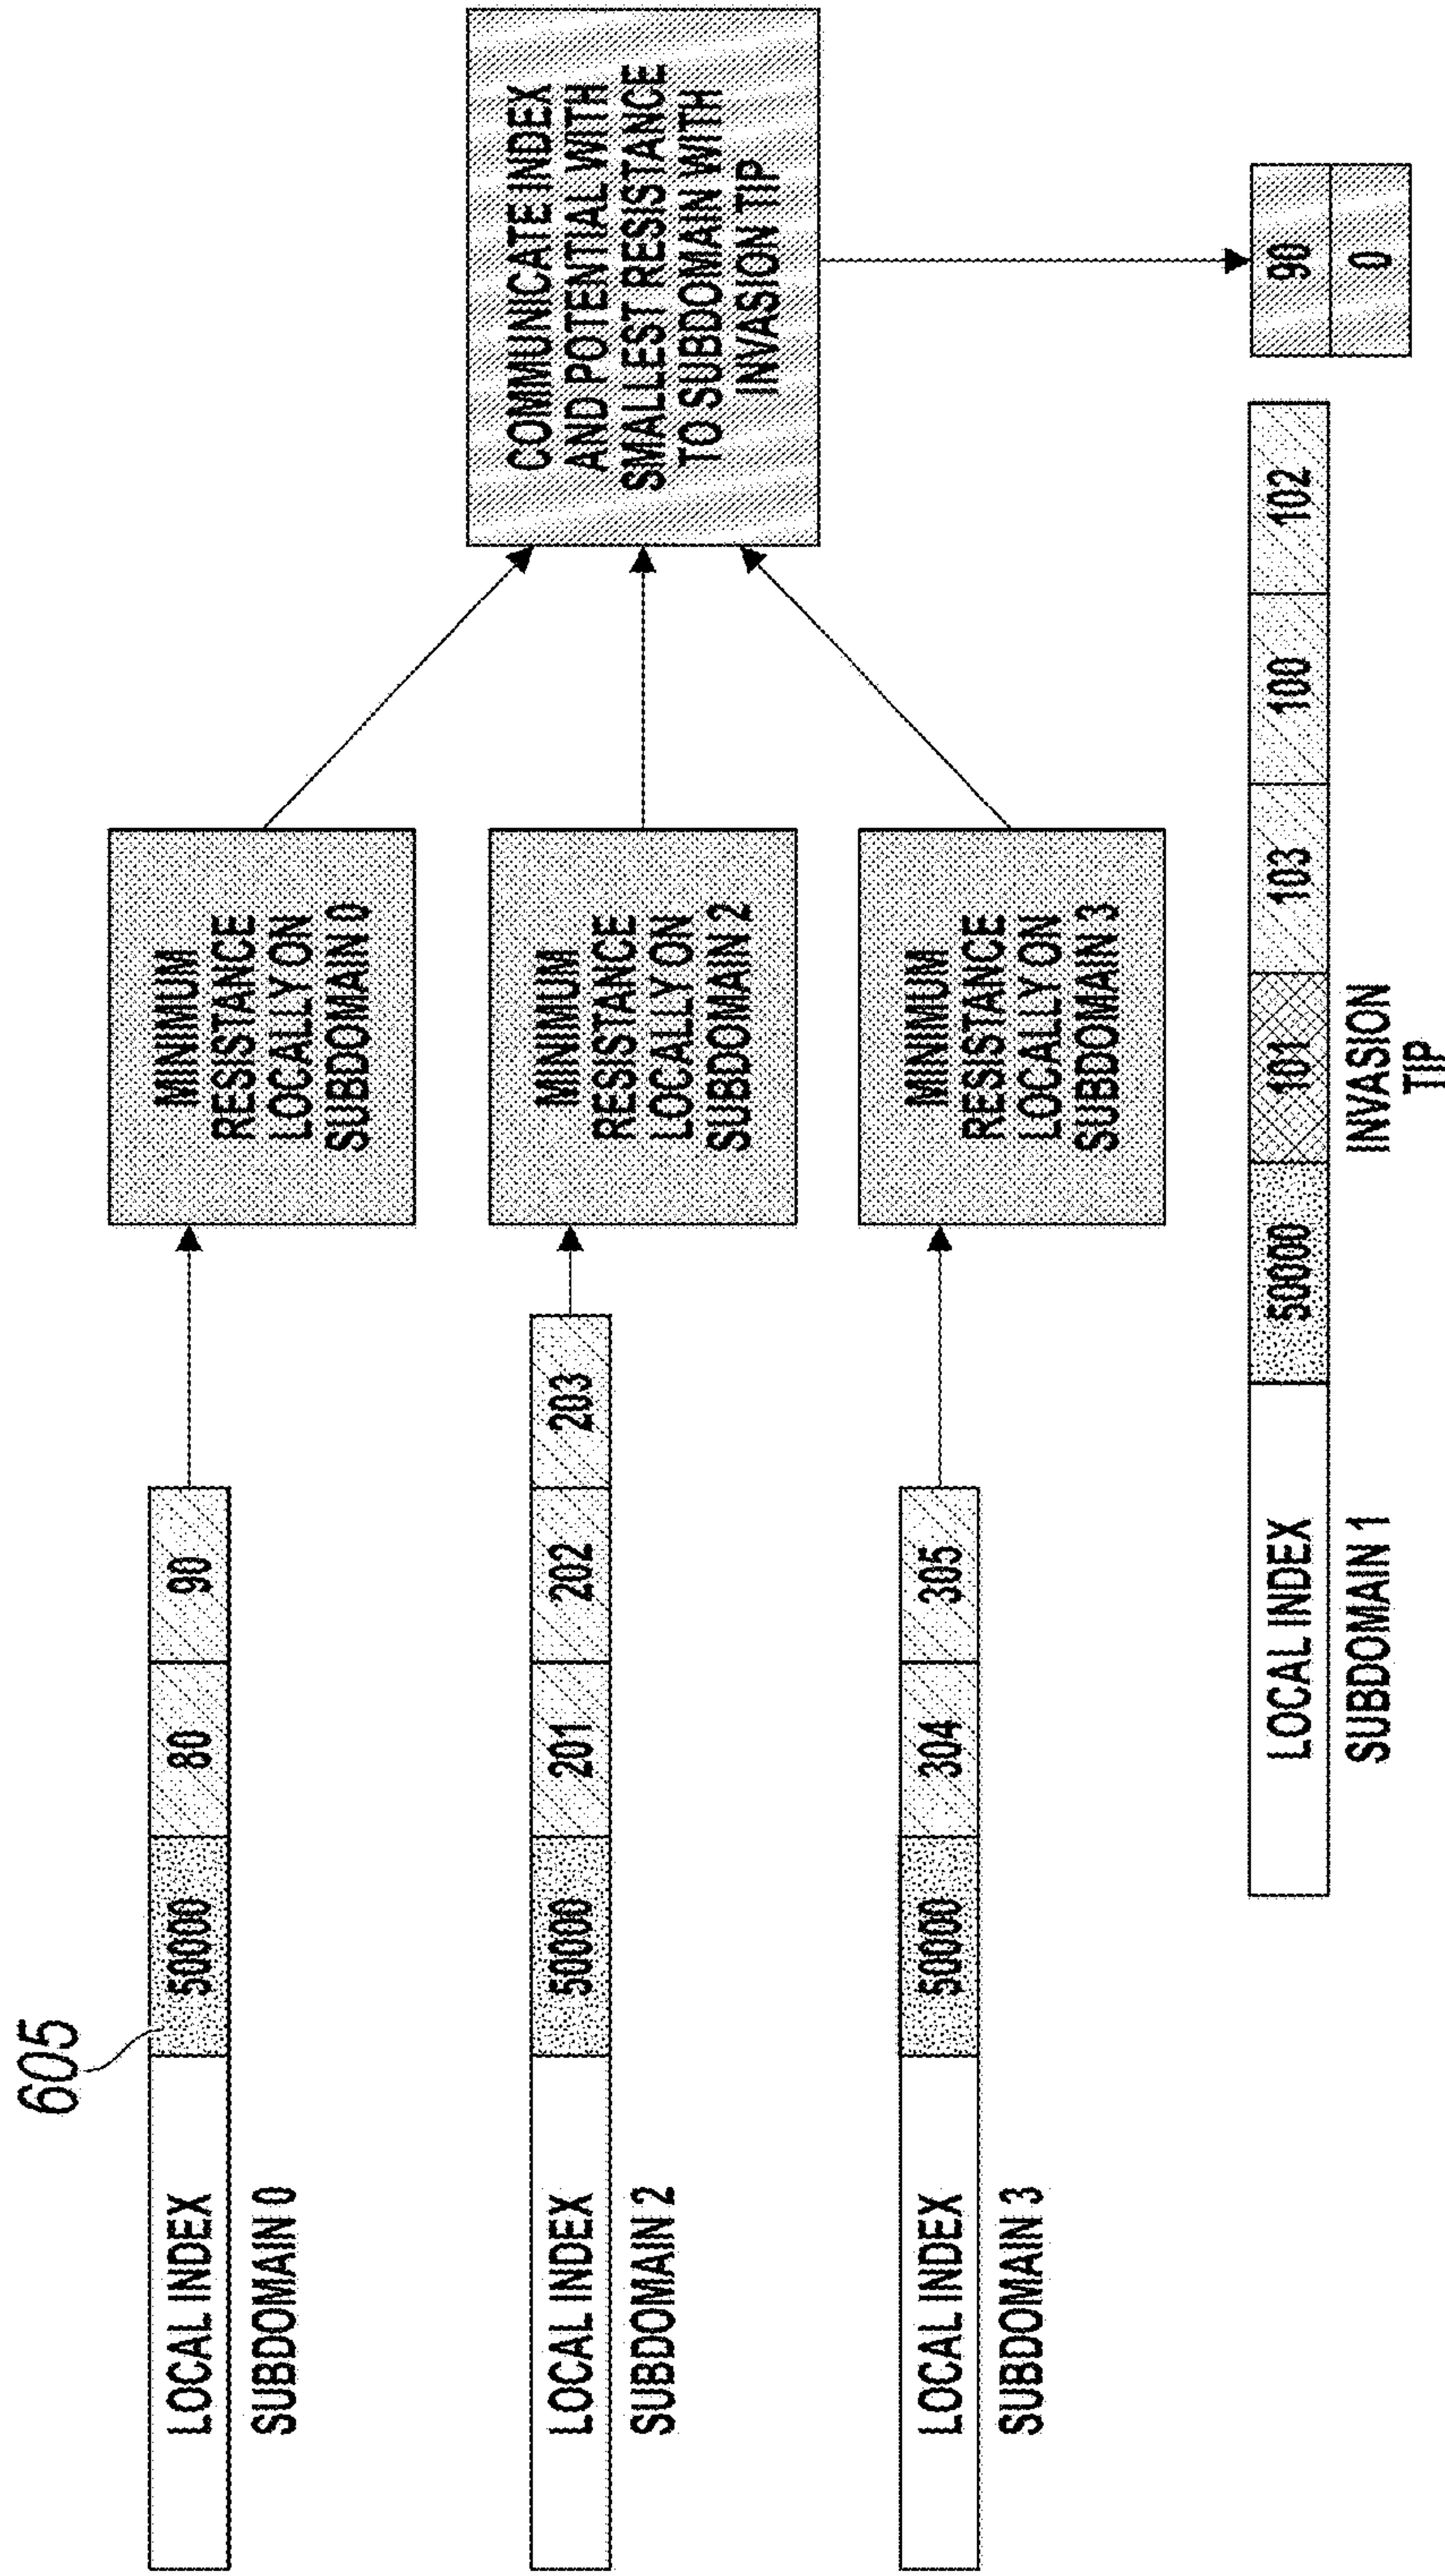 605
LOCAL INDEX 50000 80 90
SUBDOMAIN 0
MINIMUM
RESISTANCE
LOCALLY ON
SUBDOMAIN 0
LOCAL INDEX 50000 201 202 203
SUBDOMAIN 2
MINIMUM
RESISTANCE
LOCALLY ON
SUBDOMAIN 2
COMMUNICATE INDEX
AND POTENTIAL WITH
SMALLEST RESISTANCE
TO SUBDOMAIN WITH
INVASION TIP
LOCAL INDEX 50000 304 305
SUBDOMAIN 3
MINIMUM
RESISTANCE
LOCALLY ON
SUBDOMAIN 3
LOCAL INDEX 50000 101 103 100 102
SUBDOMAIN 1
INVASION
TIP
90
0